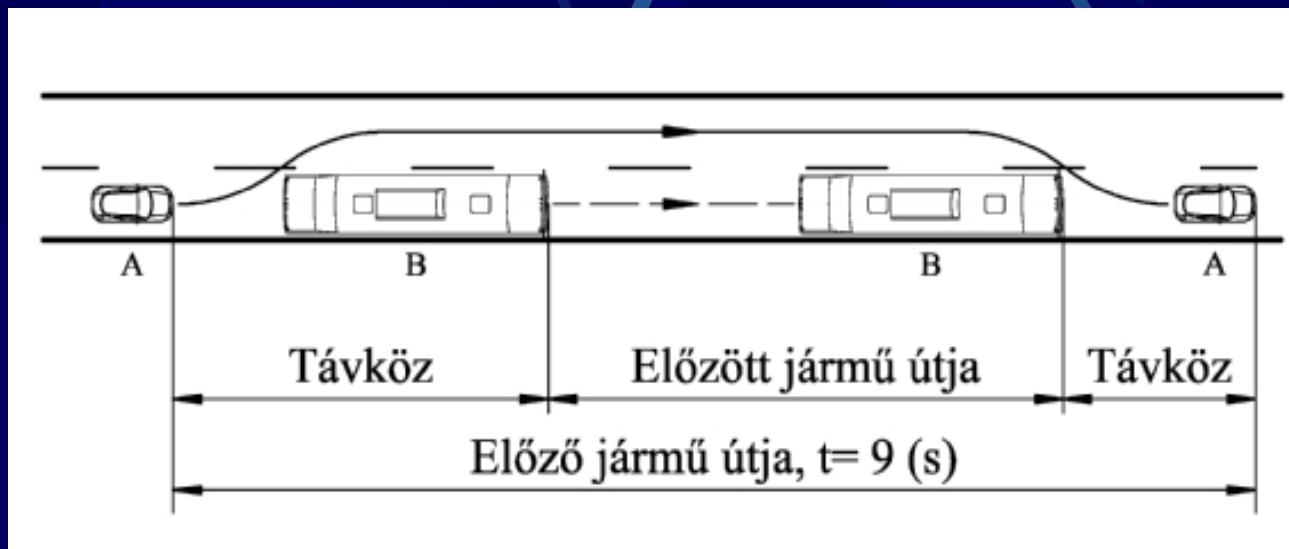 A B B A
Távköz Előzött jármű útja Távköz
Előző jármű útja, t= 9 (s)